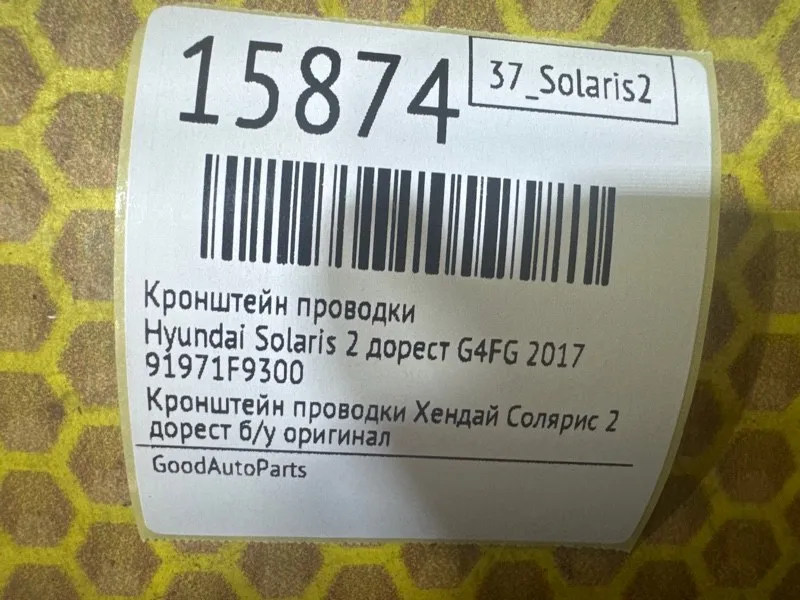 15874
37_Solaris2
Кронштейн проводки
Hyundai Solaris 2 дорест G4FG 2017
91971F9300
Кронштейн проводки Хендай Солярис 2
дорест б/у оригинал
GoodAutoParts